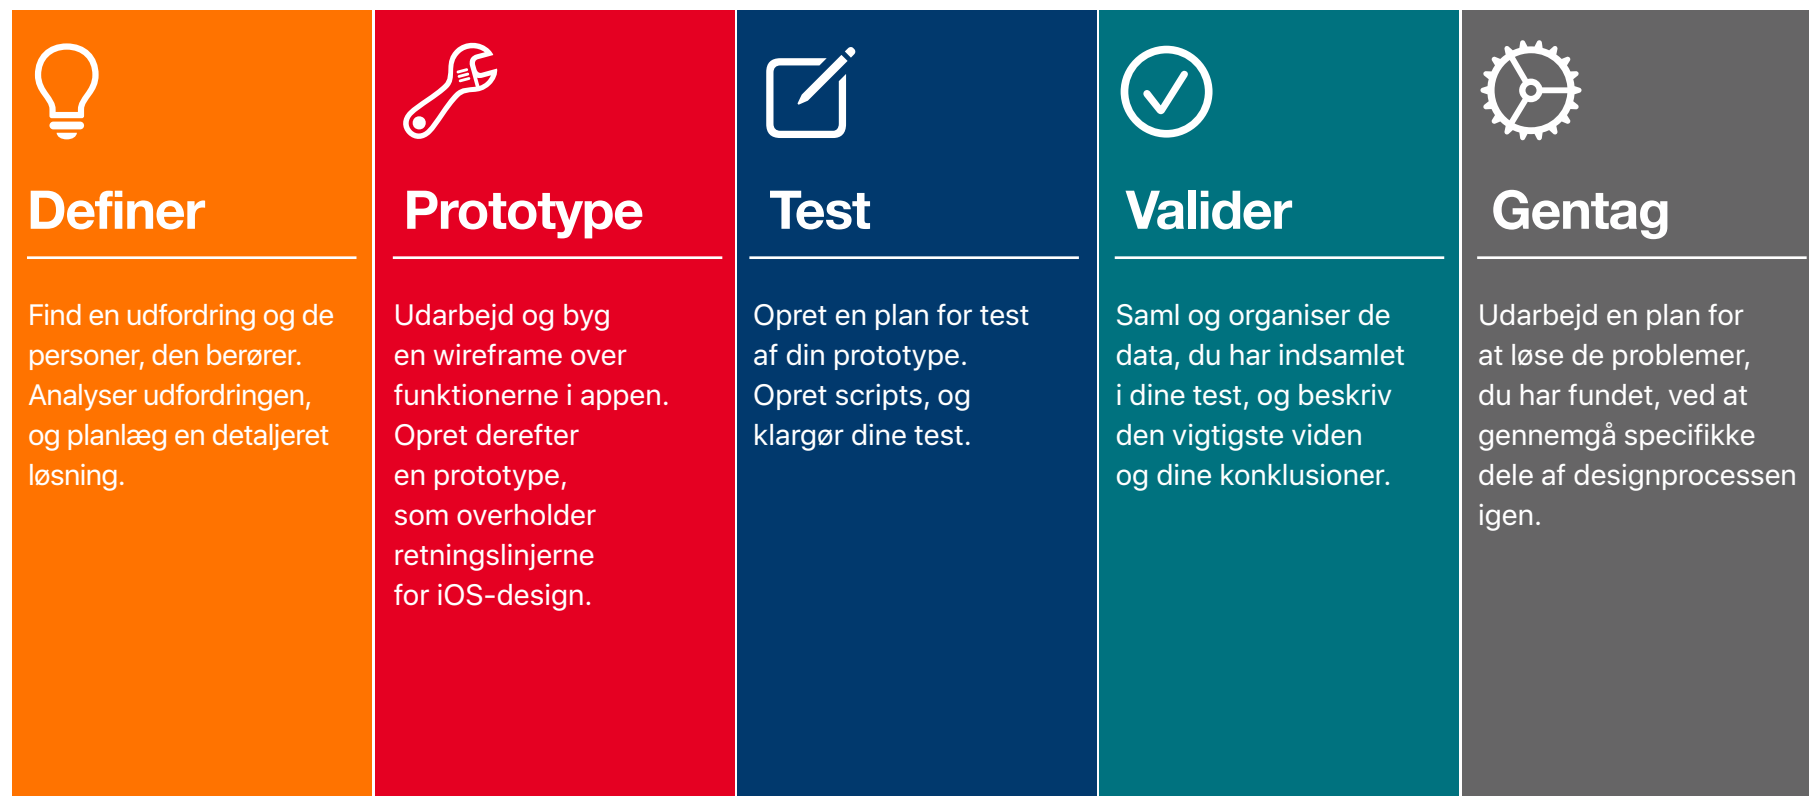 Definer
Find en udfordring og de
personer, den berører.
Analyser udfordringen,
og planlæg en detaljeret
løsning.
Prototype
Udarbejd og byg
en wireframe over
funktionerne i appen.
Opret derefter
en prototype,
som overholder
retningslinjerne
for iOS-design.
Test
Opret en plan for test
af din prototype.
Opret scripts, og
klargør dine test.
Valider
Saml og organiser de
data, du har indsamlet
i dine test, og beskriv
den vigtigste viden
og dine konklusioner.
Gentag
Udarbejd en plan for
at løse de problemer,
du har fundet, ved at
gennemgå specifikke
dele af designprocessen
igen.